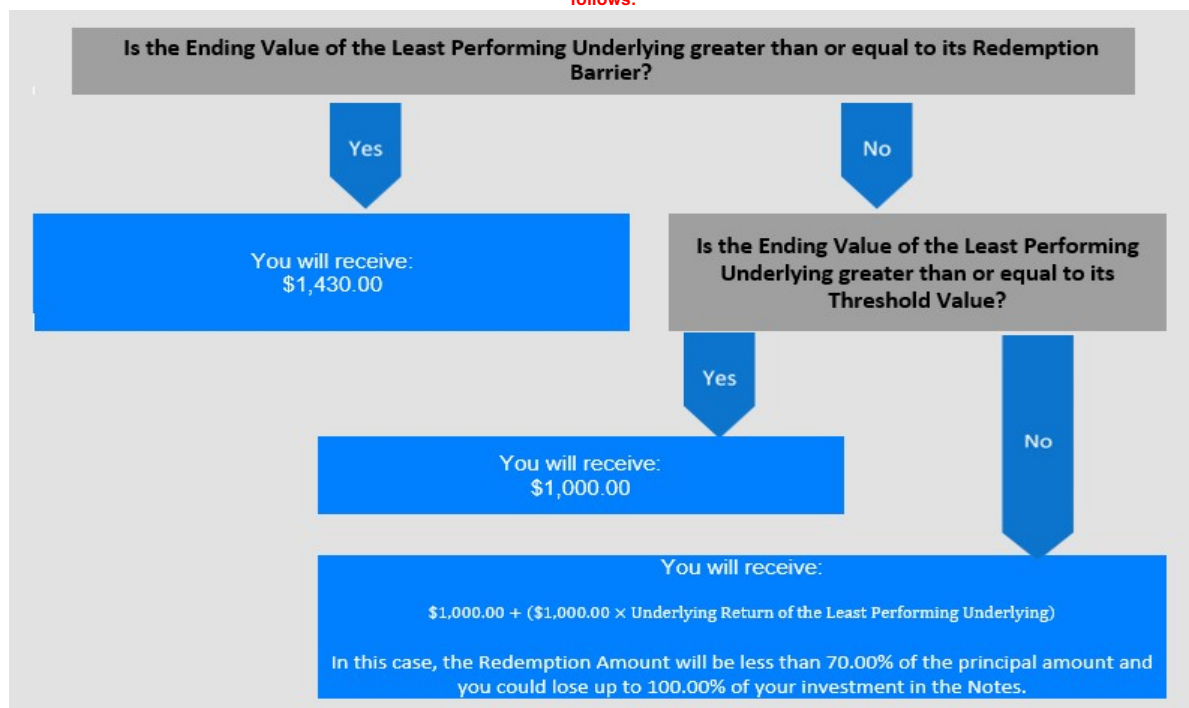 follows:
Is the Ending Value of the Least Performing Underlying greater than or equal to its Redemption
Barrier?
Yes
No
You will receive:
$1,430.00
Is the Ending Value of the Least Performing
Underlying greater than or equal to its
Threshold Value?
Yes
No
You will receive:
$1,000.00
You will receive:
$1,000.00 + ($1,000.00 × Underlying Return of the Least Performing Underlying)
In this case, the Redemption Amount will be less than 70.00% of the principal amount and
you could lose up to 100.00% of your investment in the Notes.